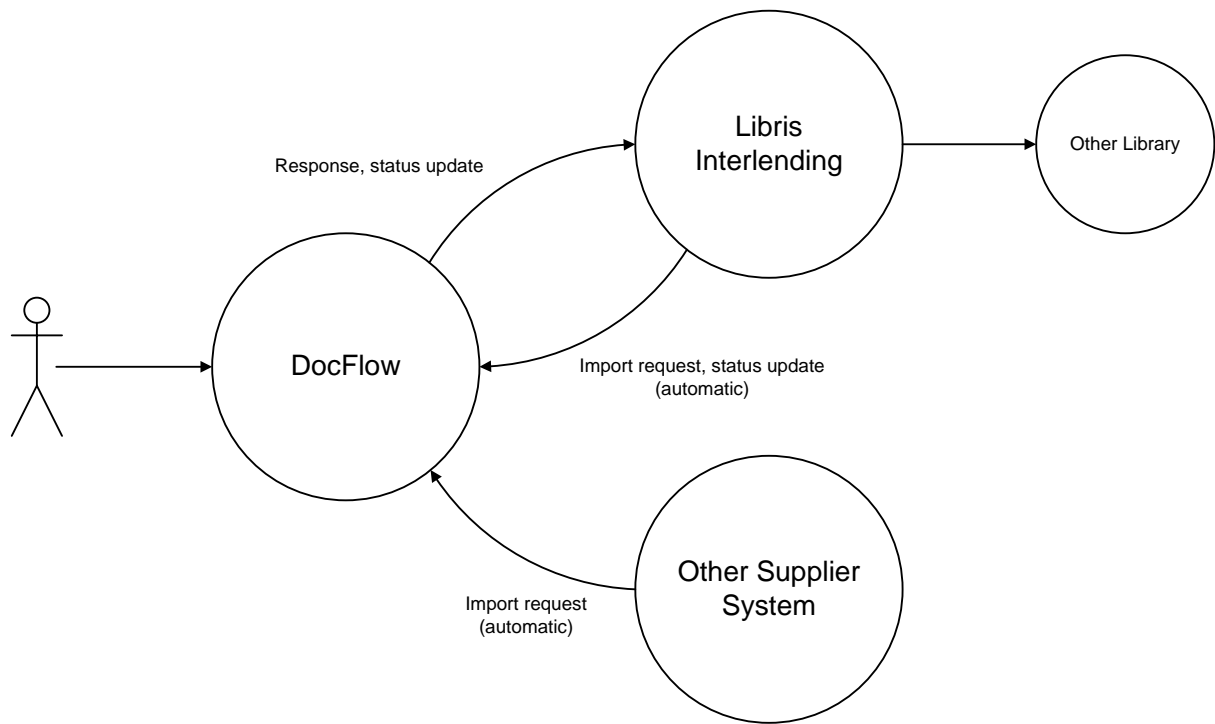 Libris
Interlending
Other Library
Response, status update
DocFlow
Import request, status update
(automatic)
Other Supplier
System
Import request
(automatic)